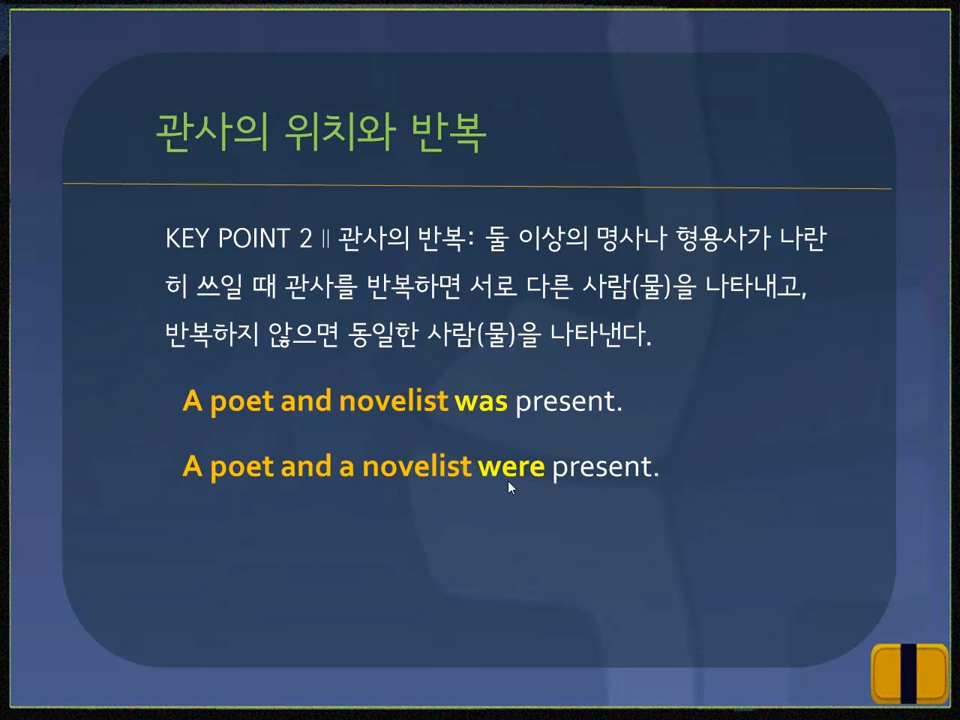 관사의 위치와 반복
KEY POINT 2 || 관사의 반복: 둘 이상의 명사나 형용사가 나란
히 쓰일 때 관사를 반복하면 서로 다른 사람(물)을 나타내고,
반복하지 않으면 동일한 사람(물)을 나타낸다.
A poet and novelist was present.
A poet and a novelist were present.